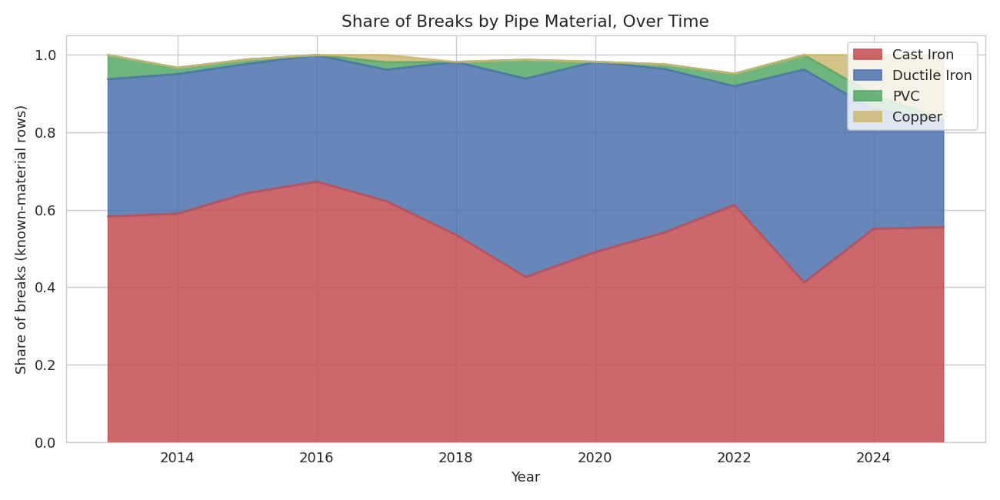 Share of Breaks by Pipe Material, Over Time
Share of breaks (known-material rows)
1.0
0.8
0.6
0.4
0.2
0.0
Cast Iron
Ductile Iron
PVC
Copper
2014 2016 2018 2020 2022 2024
Year